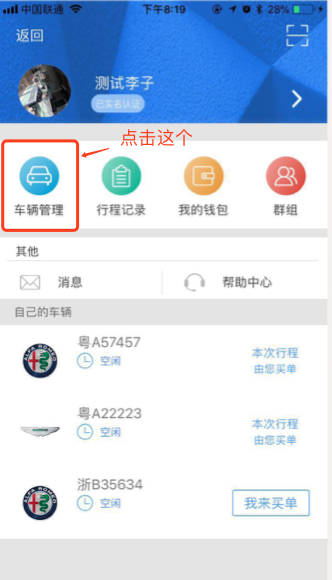 中国联通 下午8:19 28%
返回
测试李子
已实名认证
点击这个
车辆管理 行程记录 我的钱包 群组
其他
消息 帮助中心
自己的车辆
粤A57457
空闲
本次行程
由您买单
粤A22223
空闲
本次行程
由您买单
浙B35634
空闲
我来买单